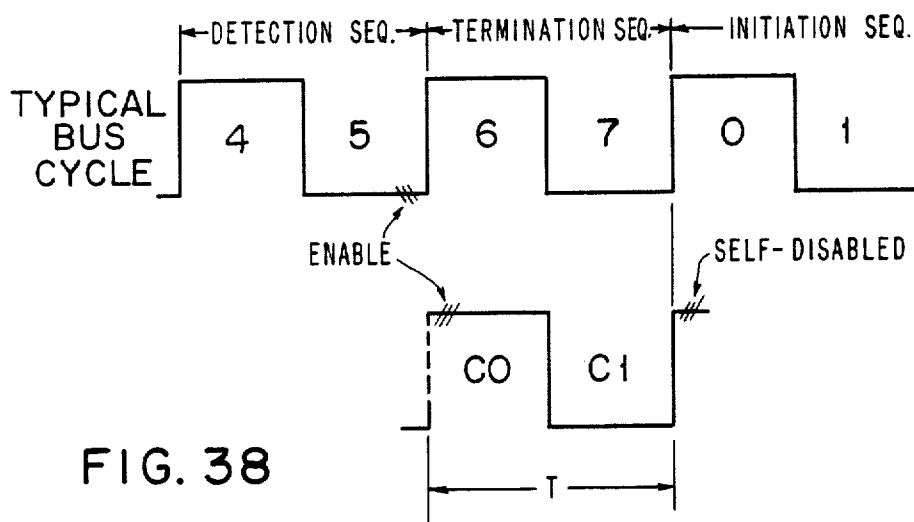 DETECTION SEQ. TERMINATION SEQ. INITIATION SEQ.
TYPICAL
BUS
CYCLE
4 5 6 7 0 1
ENABLE
SELF-DISABLED
C0 C1
T
FIG. 38